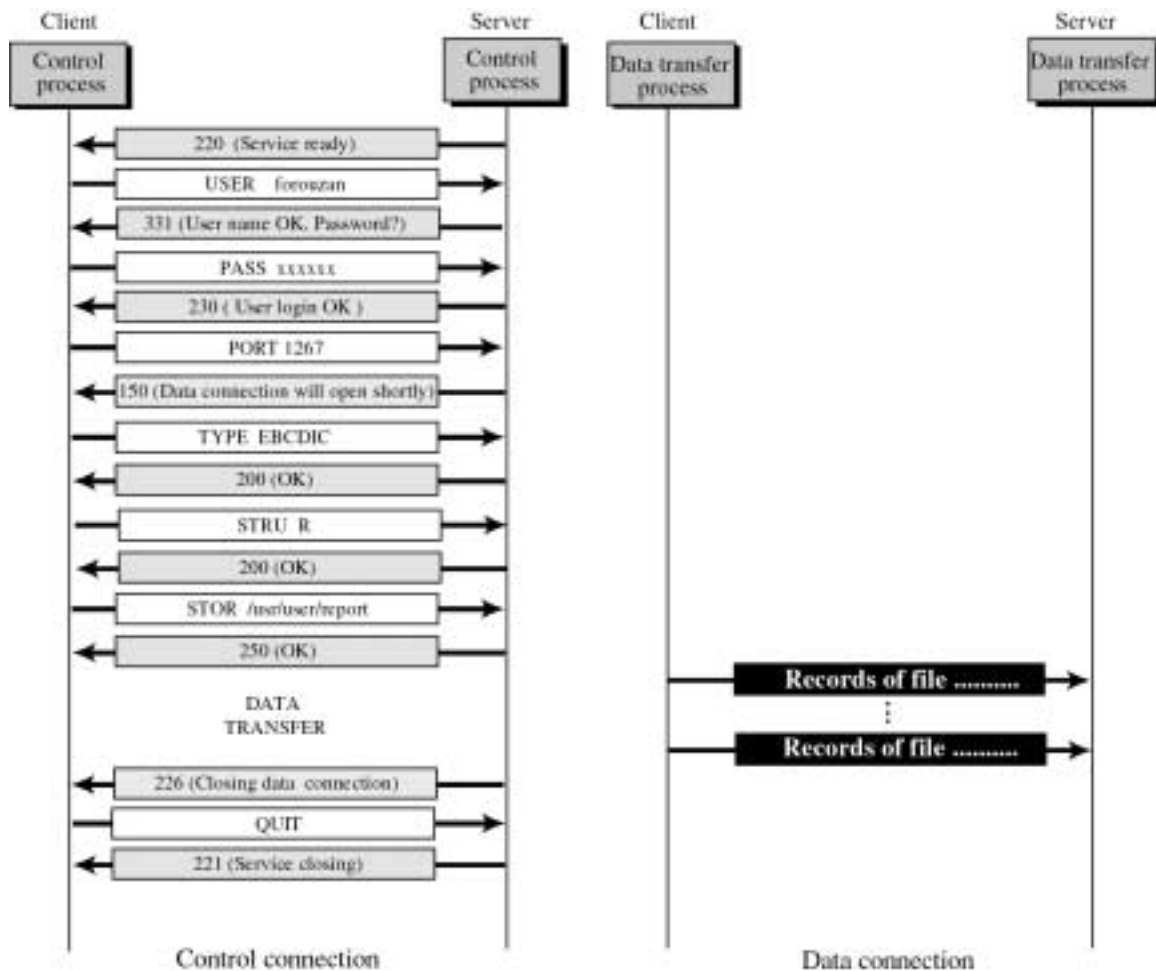 Client
Server
Client
Server
Control
process
Control
process
Data transfer
process
Data transfer
process
220 (Service ready)
USER forouzan
331 (User name OK. Password?)
PASS xxxxxx
230 ( User login OK )
PORT 1267
150 (Data connection will open shortly)
TYPE EBCDIC
200 (OK)
STRU R
200 (OK)
STOR /usr/user/report
250 (OK)
Records of file ..........
DATA
TRANSFER
Records of file ..........
226 (Closing data connection)
QUIT
221 (Service closing)
Control connection
Data connection